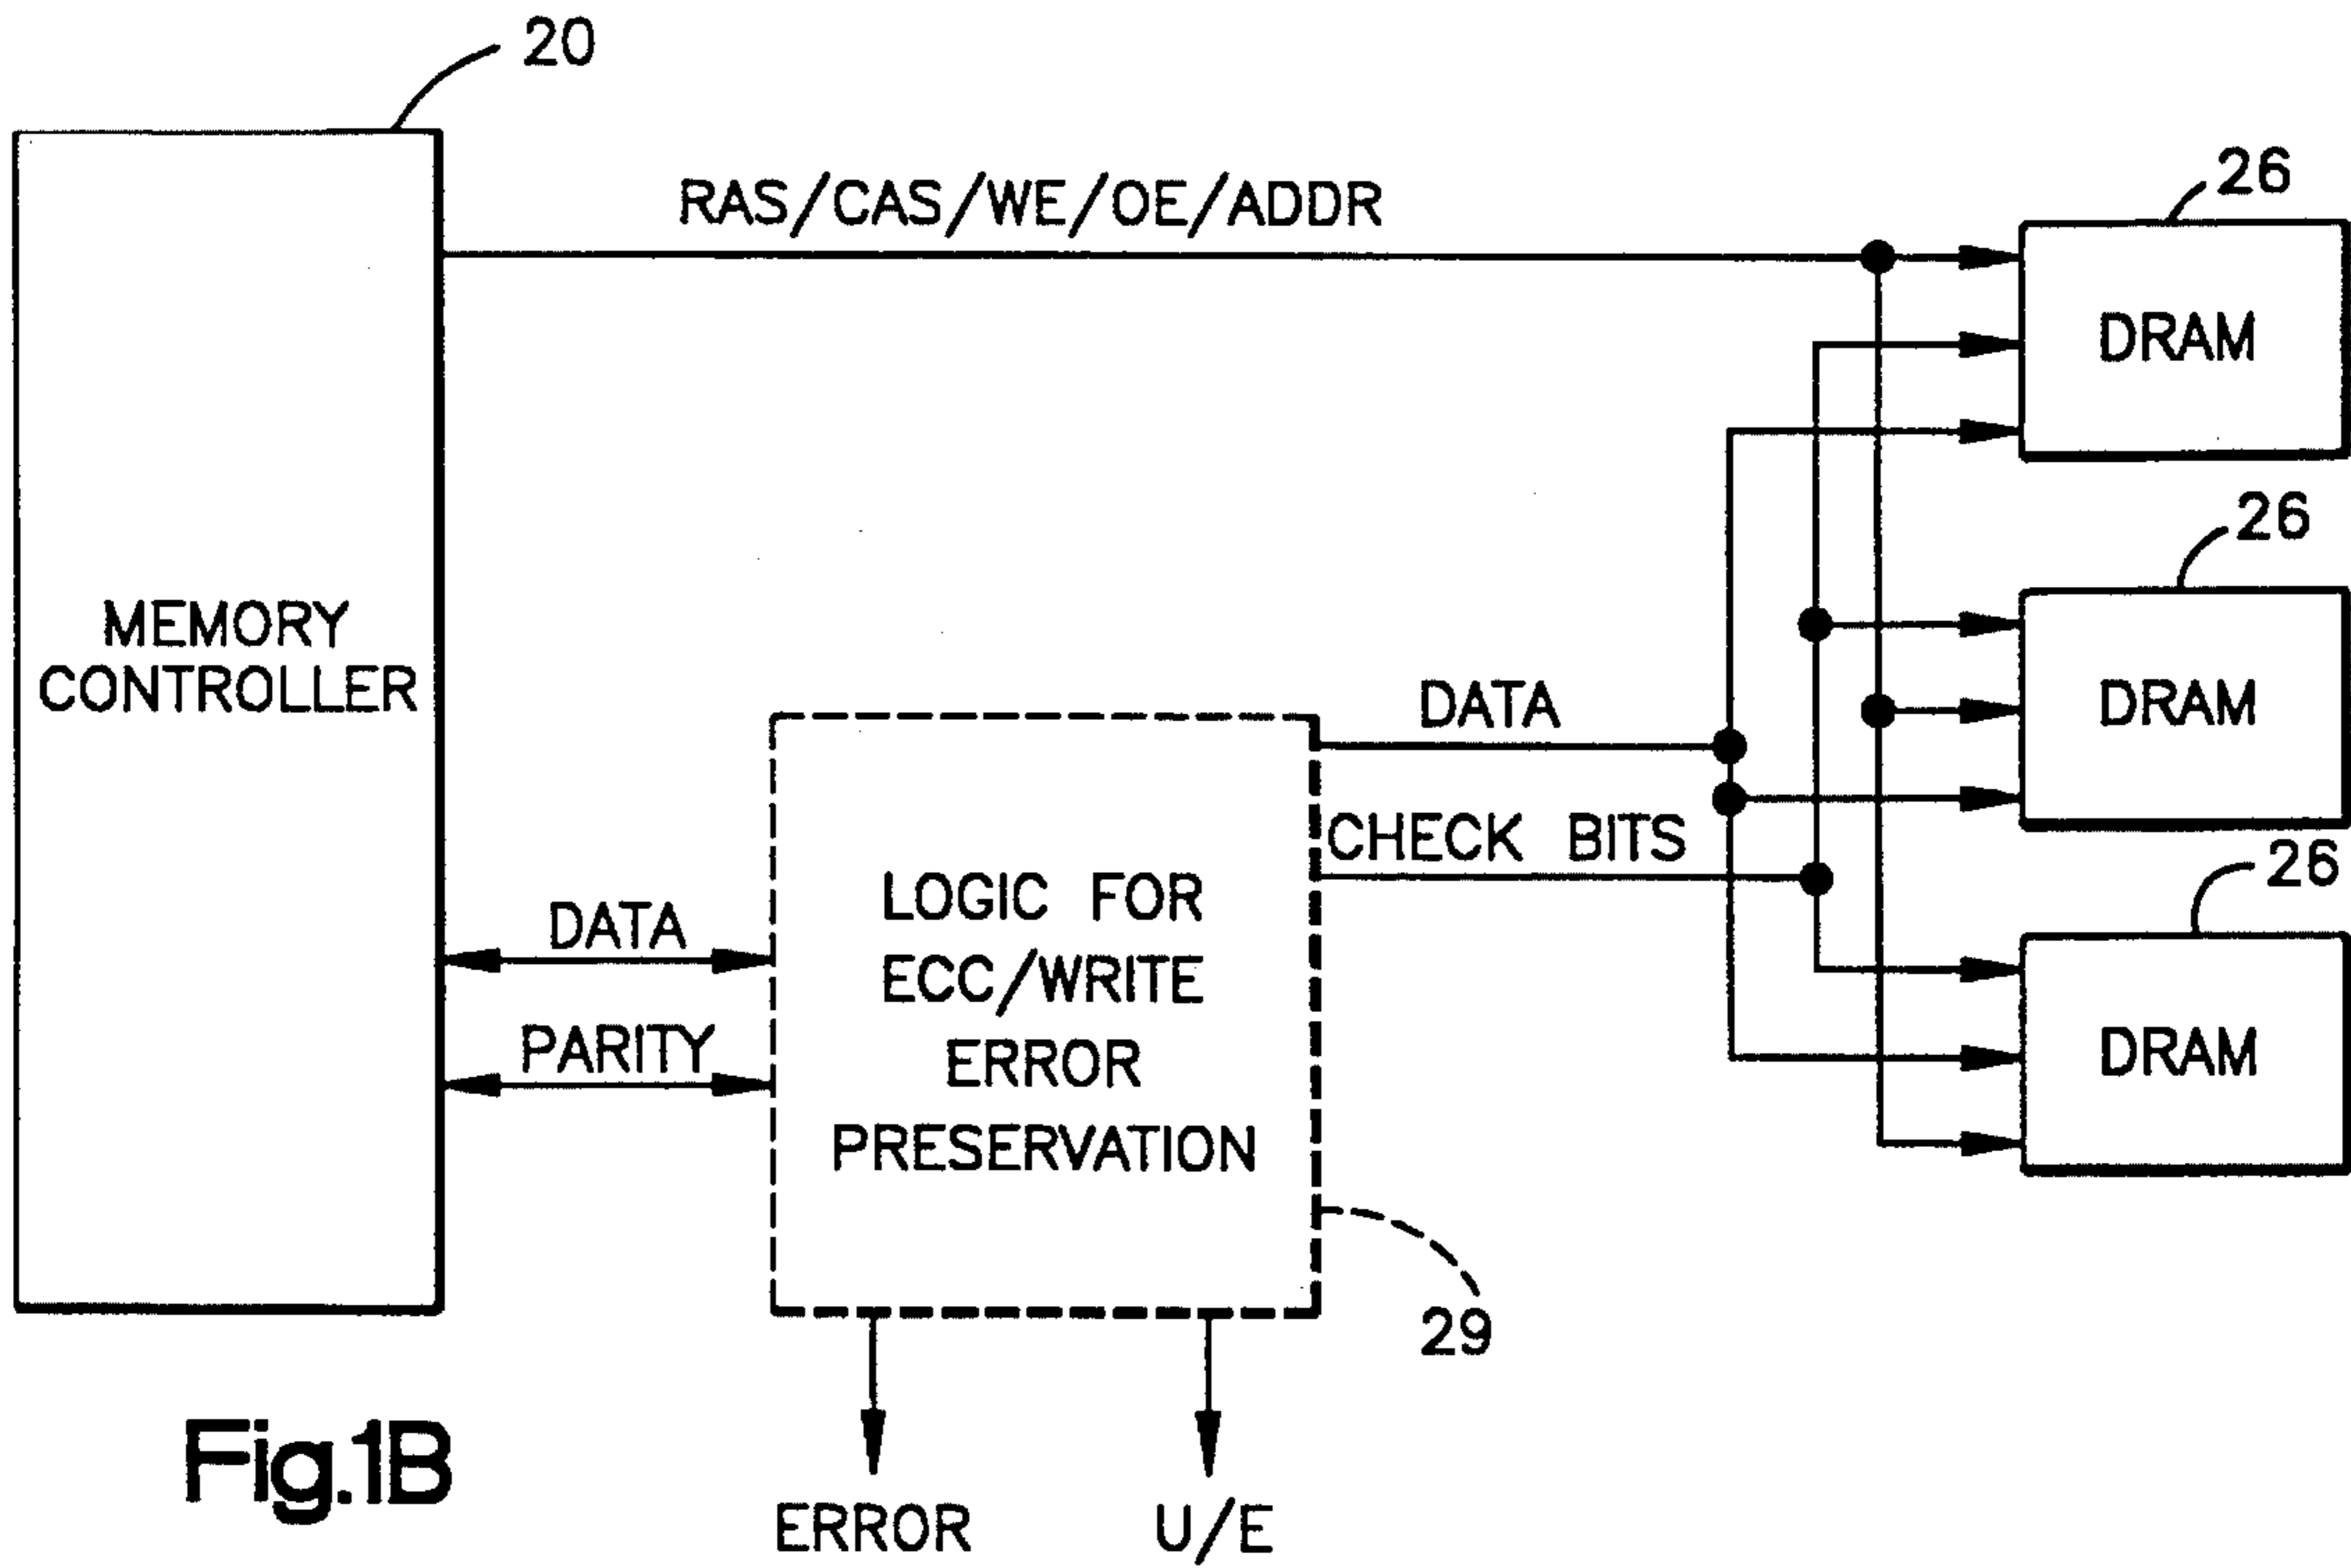 20
RAS/CAS/WE/OE/ADDR
26
DRAM
26
MEMORY
CONTROLLER
DATA
DRAM
CHECK BITS
26
LOGIC FOR
ECC/WRITE
ERROR
PRESERVATION
DATA
PARITY
DRAM
29
Fig.1B
ERROR
U/E